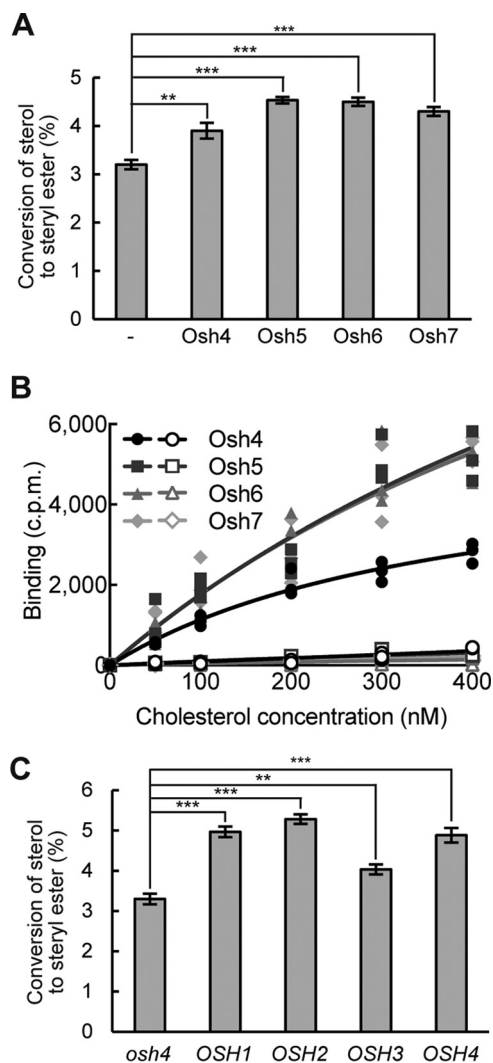 A
***
***
***
**
Conversion of sterol
to steryl ester (%)
5
4
3
2
1
0
- Osh4 Osh5 Osh6 Osh7
B
6,000
4,000
2,000
0
Binding (c.p.m.)
Osh4
Osh5
Osh6
Osh7
0 100 200 300 400
Cholesterol concentration (nM)
C
***
**
***
***
Conversion of sterol
to steryl ester (%)
6
5
4
3
2
1
0
osh4 OSH1 OSH2 OSH3 OSH4